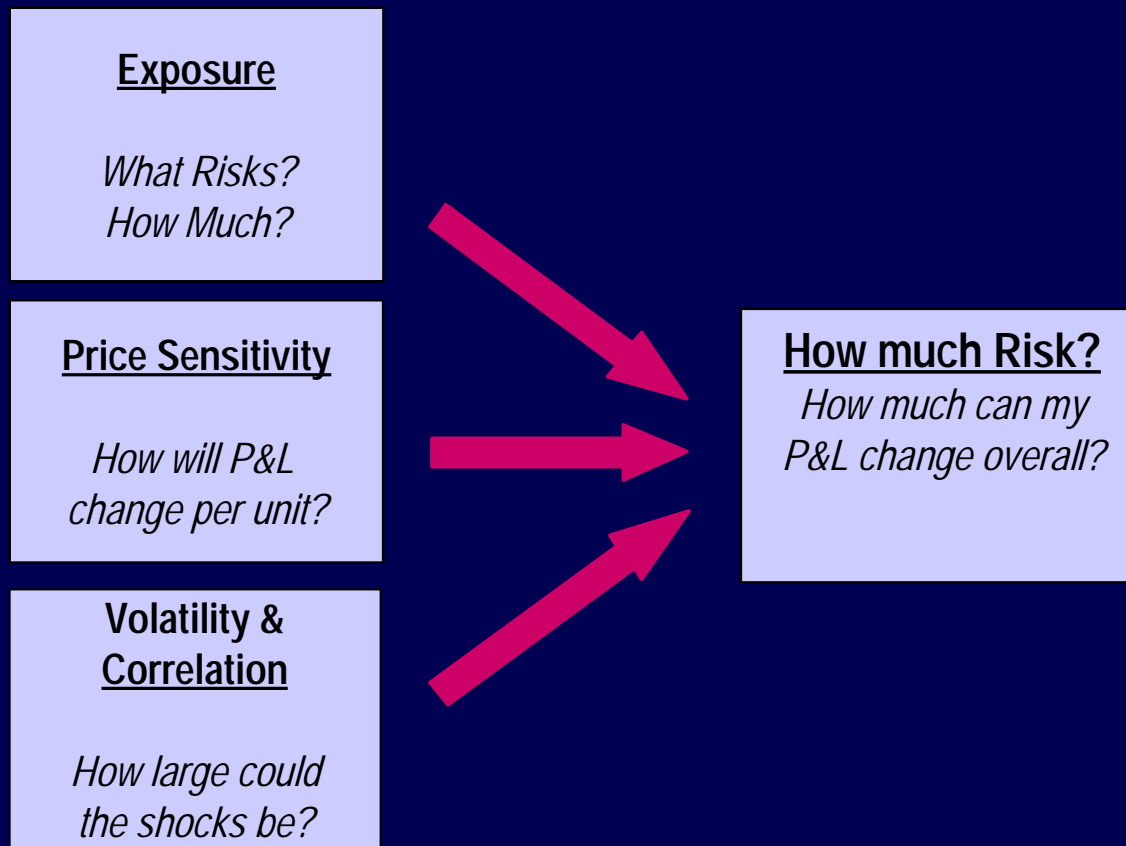 Exposure
What Risks?
How Much?
Price Sensitivity
How will P&L
change per unit?
Volatility &
Correlation
How large could
the shocks be?
How much Risk?
How much can my
P&L change overall?